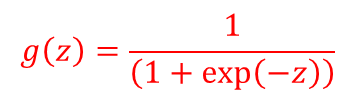 g(z) = 1 / (1 + exp(−z))